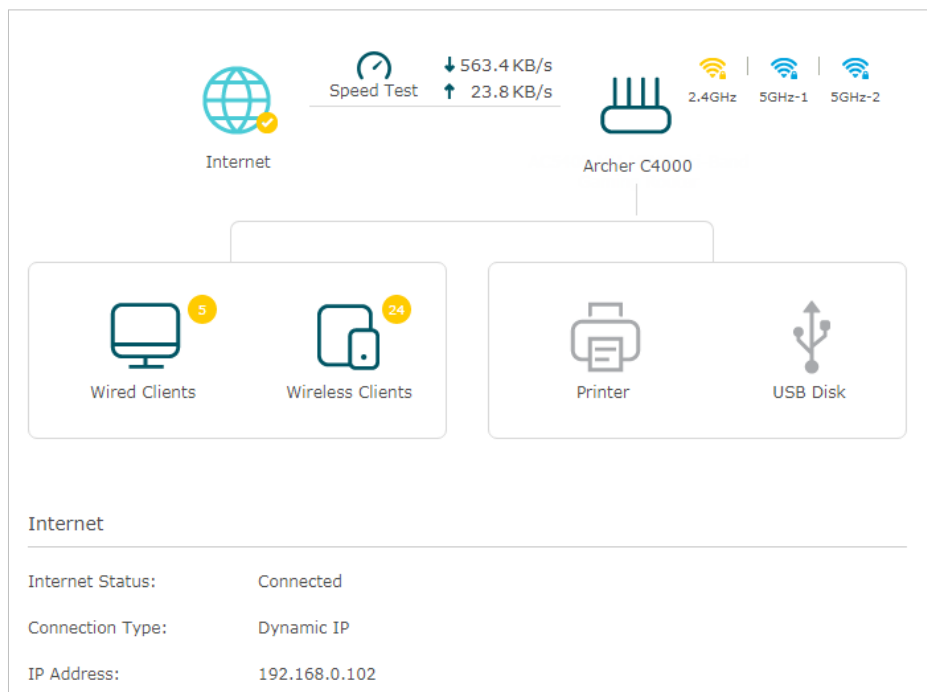 Speed Test
563.4 KB/s
23.8 KB/s
2.4GHz
5GHz-1
5GHz-2
Internet
Archer C4000
5
24
Wired Clients
Wireless Clients
Printer
USB Disk
Internet
Internet Status: Connected
Connection Type: Dynamic IP
IP Address: 192.168.0.102